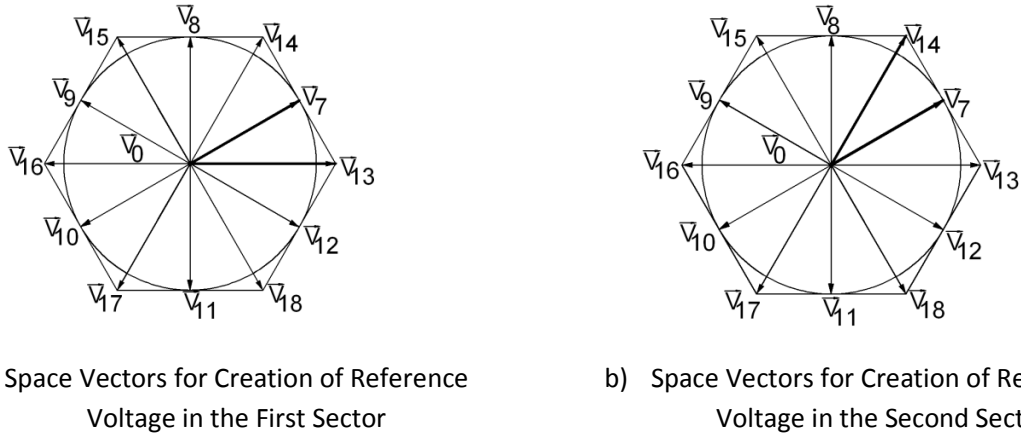 V8
V15
V14
V9
V7
V0
V16
V13
V10
V12
V17
V11
V18
Space Vectors for Creation of Reference
Voltage in the First Sector
V8
V15
V14
V9
V7
V0
V16
V13
V10
V12
V17
V11
V18
b) Space Vectors for Creation of Re
Voltage in the Second Sect